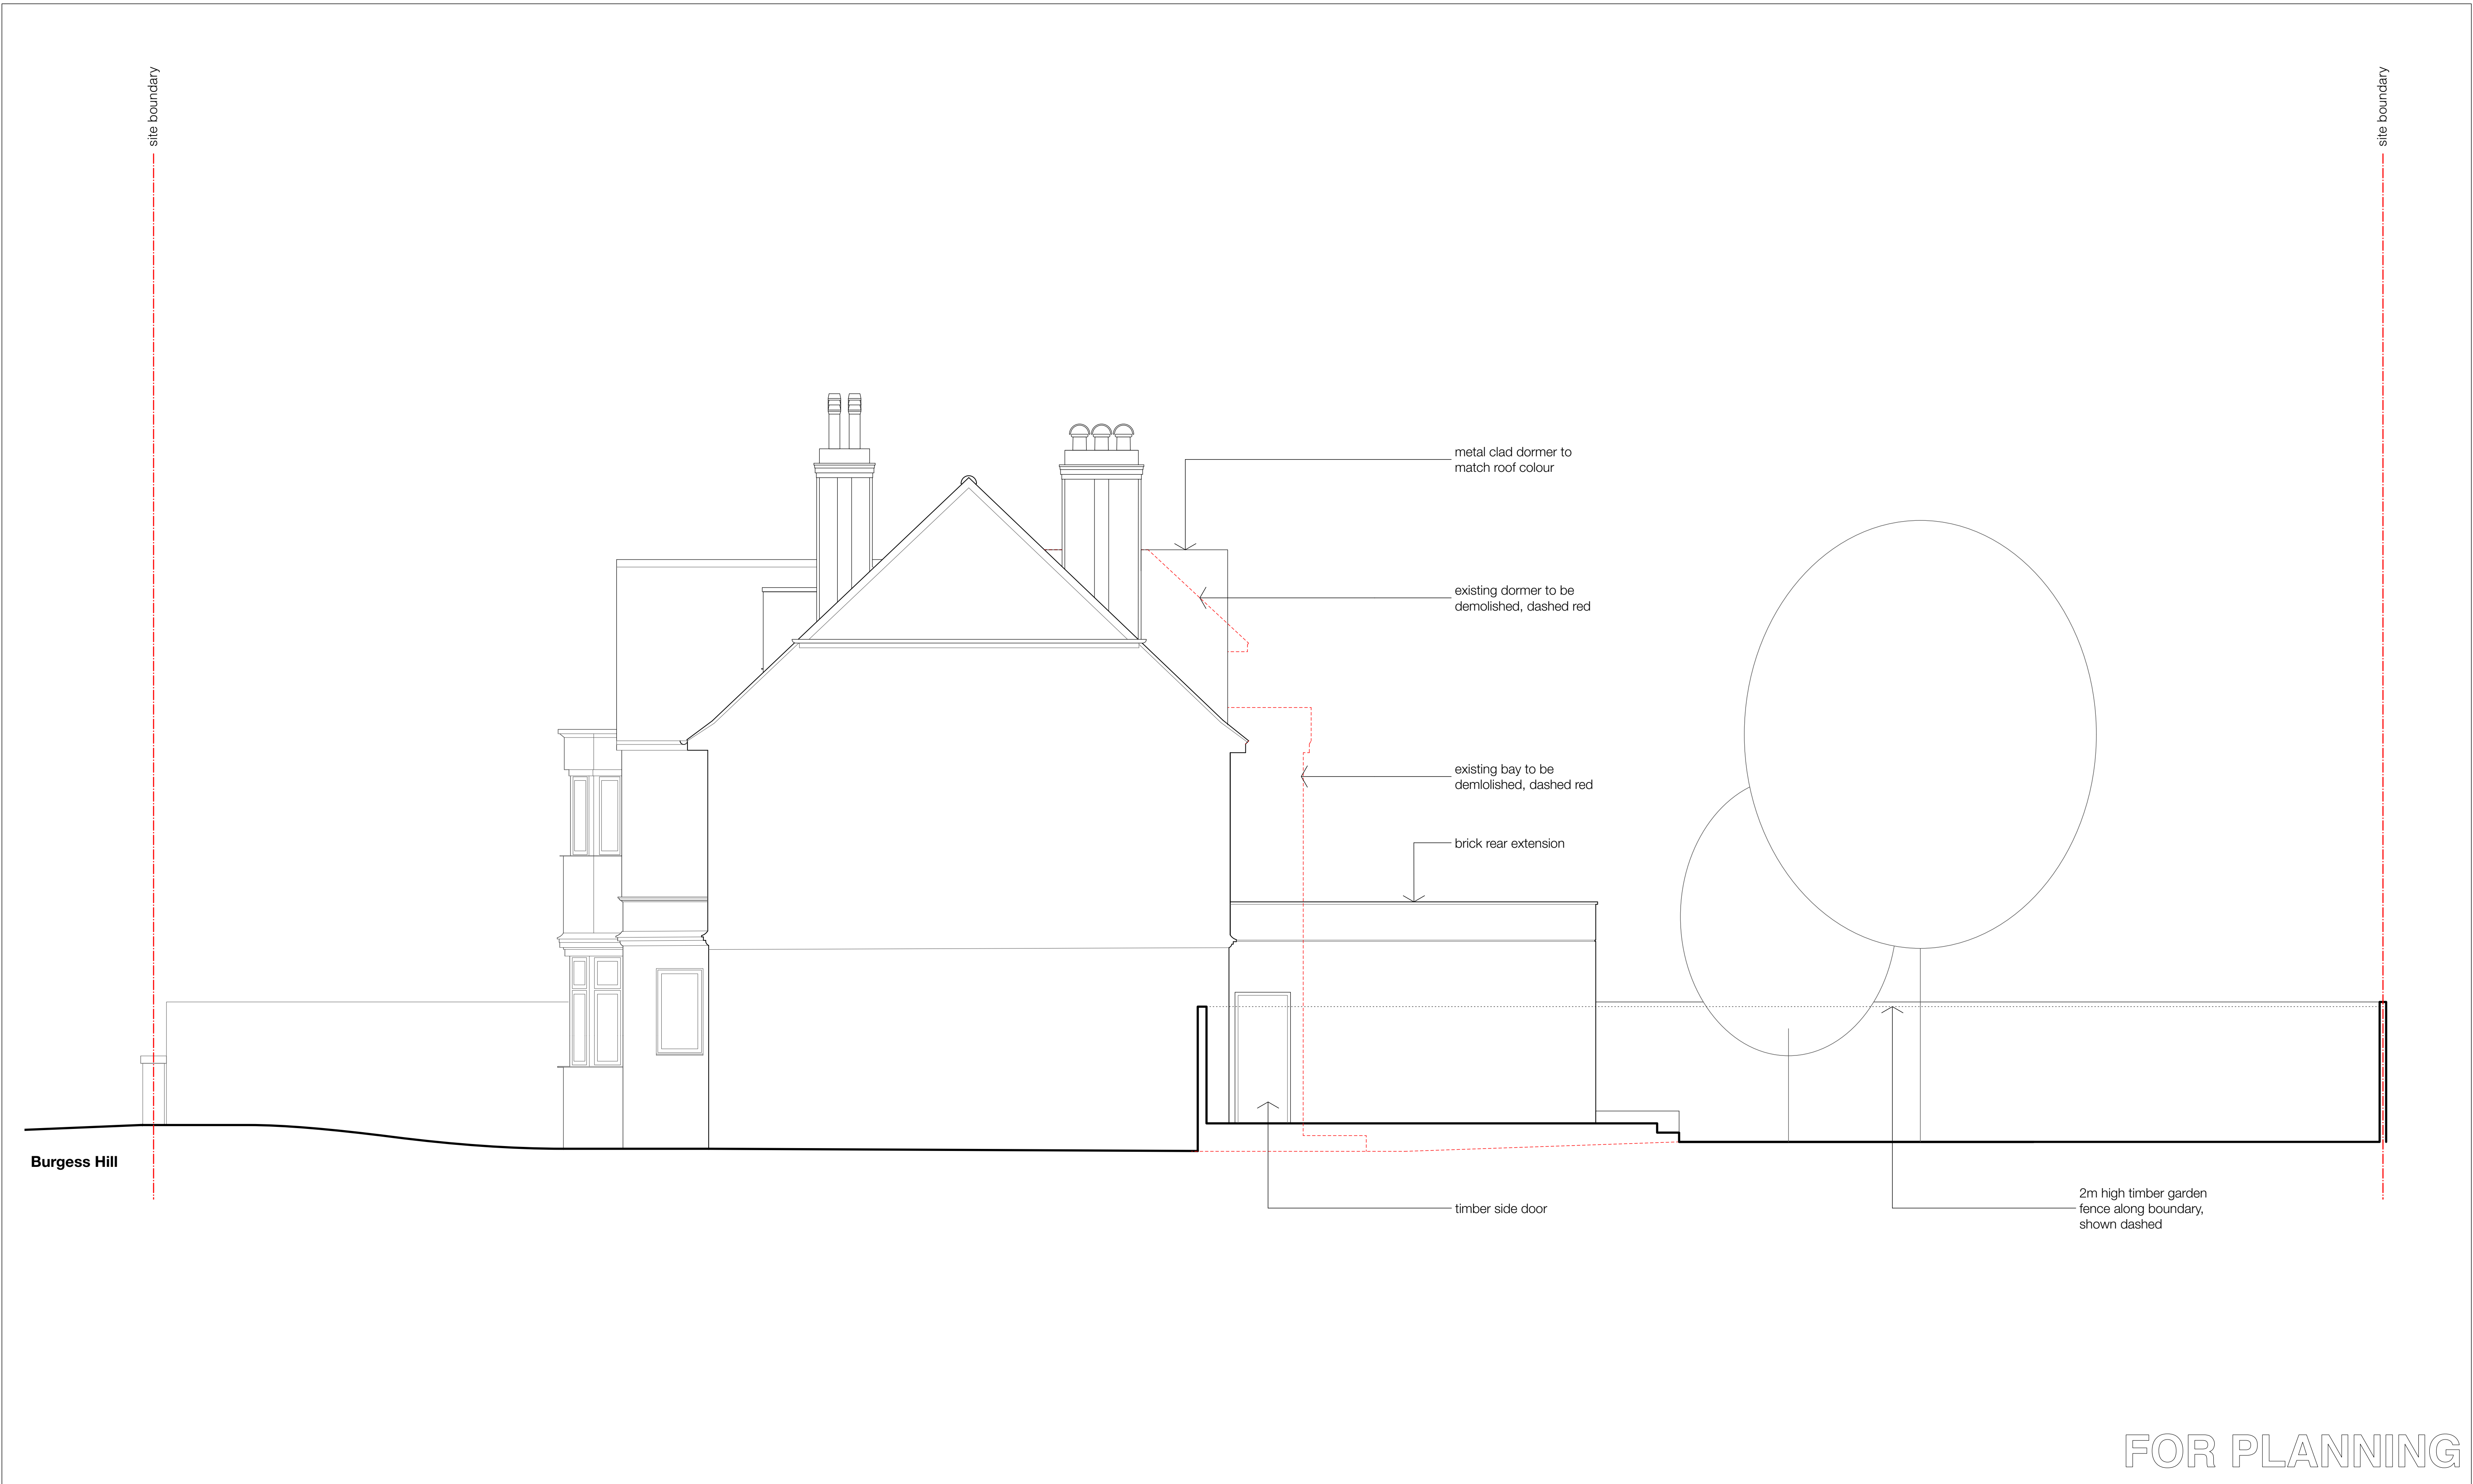 site boundary
site boundary
metal clad dormer to
match roof colour
existing dormer to be
demolished, dashed red
existing bay to be
demlolished, dashed red
brick rear extension
Burgess Hill
timber side door
2m high timber garden
fence along boundary,
shown dashed
FOR PLANNING